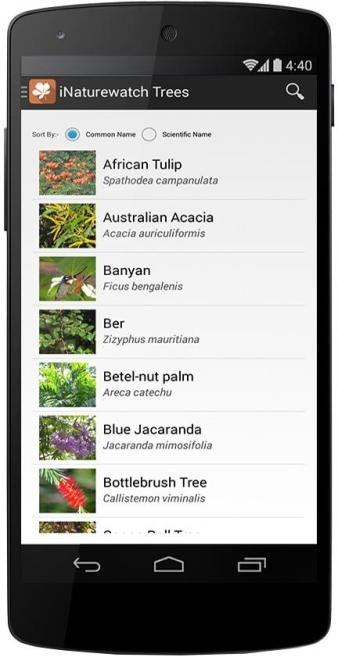 4:40
iNaturewatch Trees
Sort By:- Common Name Scientific Name
African Tulip
Spathodea campanulata
Australian Acacia
Acacia auriculiformis
Banyan
Ficus bengalenis
Ber
Zizyphus mauritiana
Betel-nut palm
Areca catechu
Blue Jacaranda
Jacaranda mimosifolia
Bottlebrush Tree
Callistemon viminalis